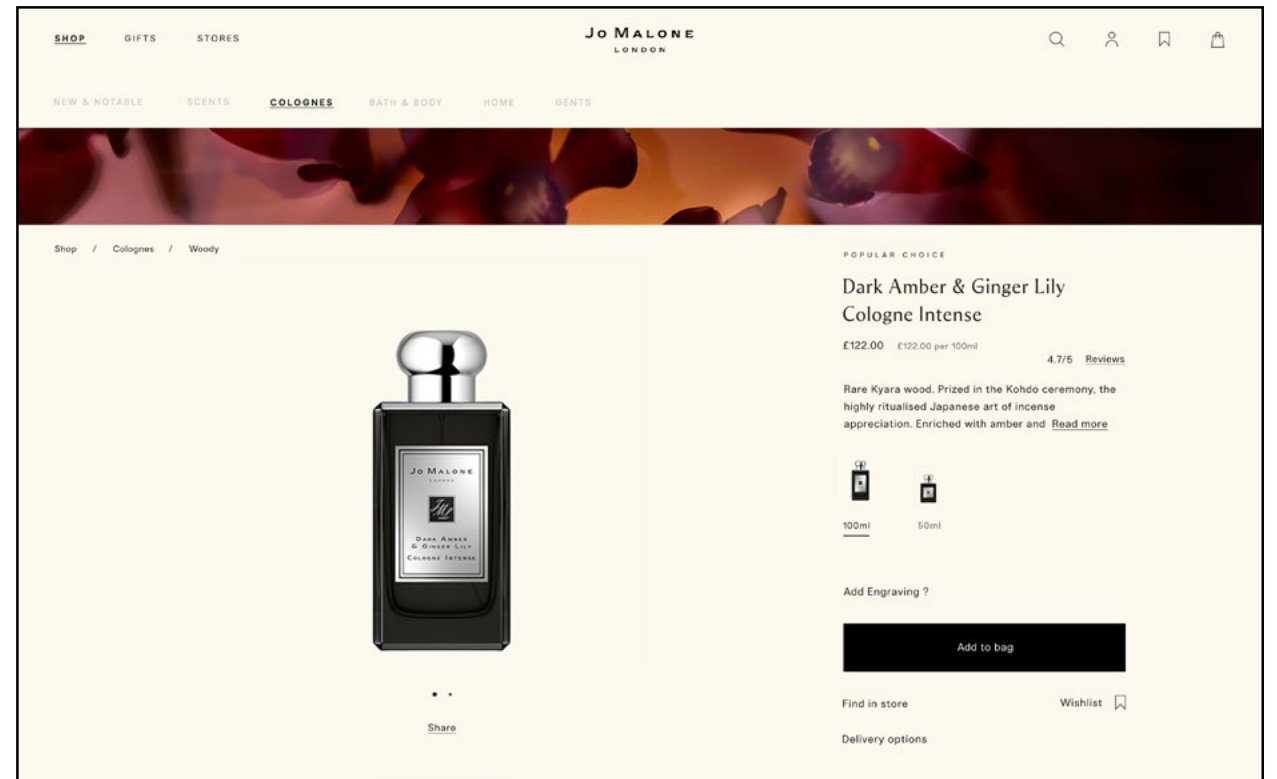 SHOP GIFTS STORES
JO MALONE
LONDON
NEW & NOTABLE SCENTS COLOGNES BATH & BODY HOME GENTS
Shop / Colognes / Woody
POPULAR CHOICE
Dark Amber & Ginger Lily
Cologne Intense
£122.00 £122.00 per 100ml
4.7/5 Reviews
Rare Kyara wood. Prized in the Kohdo ceremony, the
highly ritualised Japanese art of incense
appreciation. Enriched with amber and Read more
JO MALONE
LONDON
DARK AMBER
& GINGER LILY
COLOGNE INTENSE
100ml 50ml
Add Engraving ?
Add to bag
Find in store Wishlist
Delivery options
Share